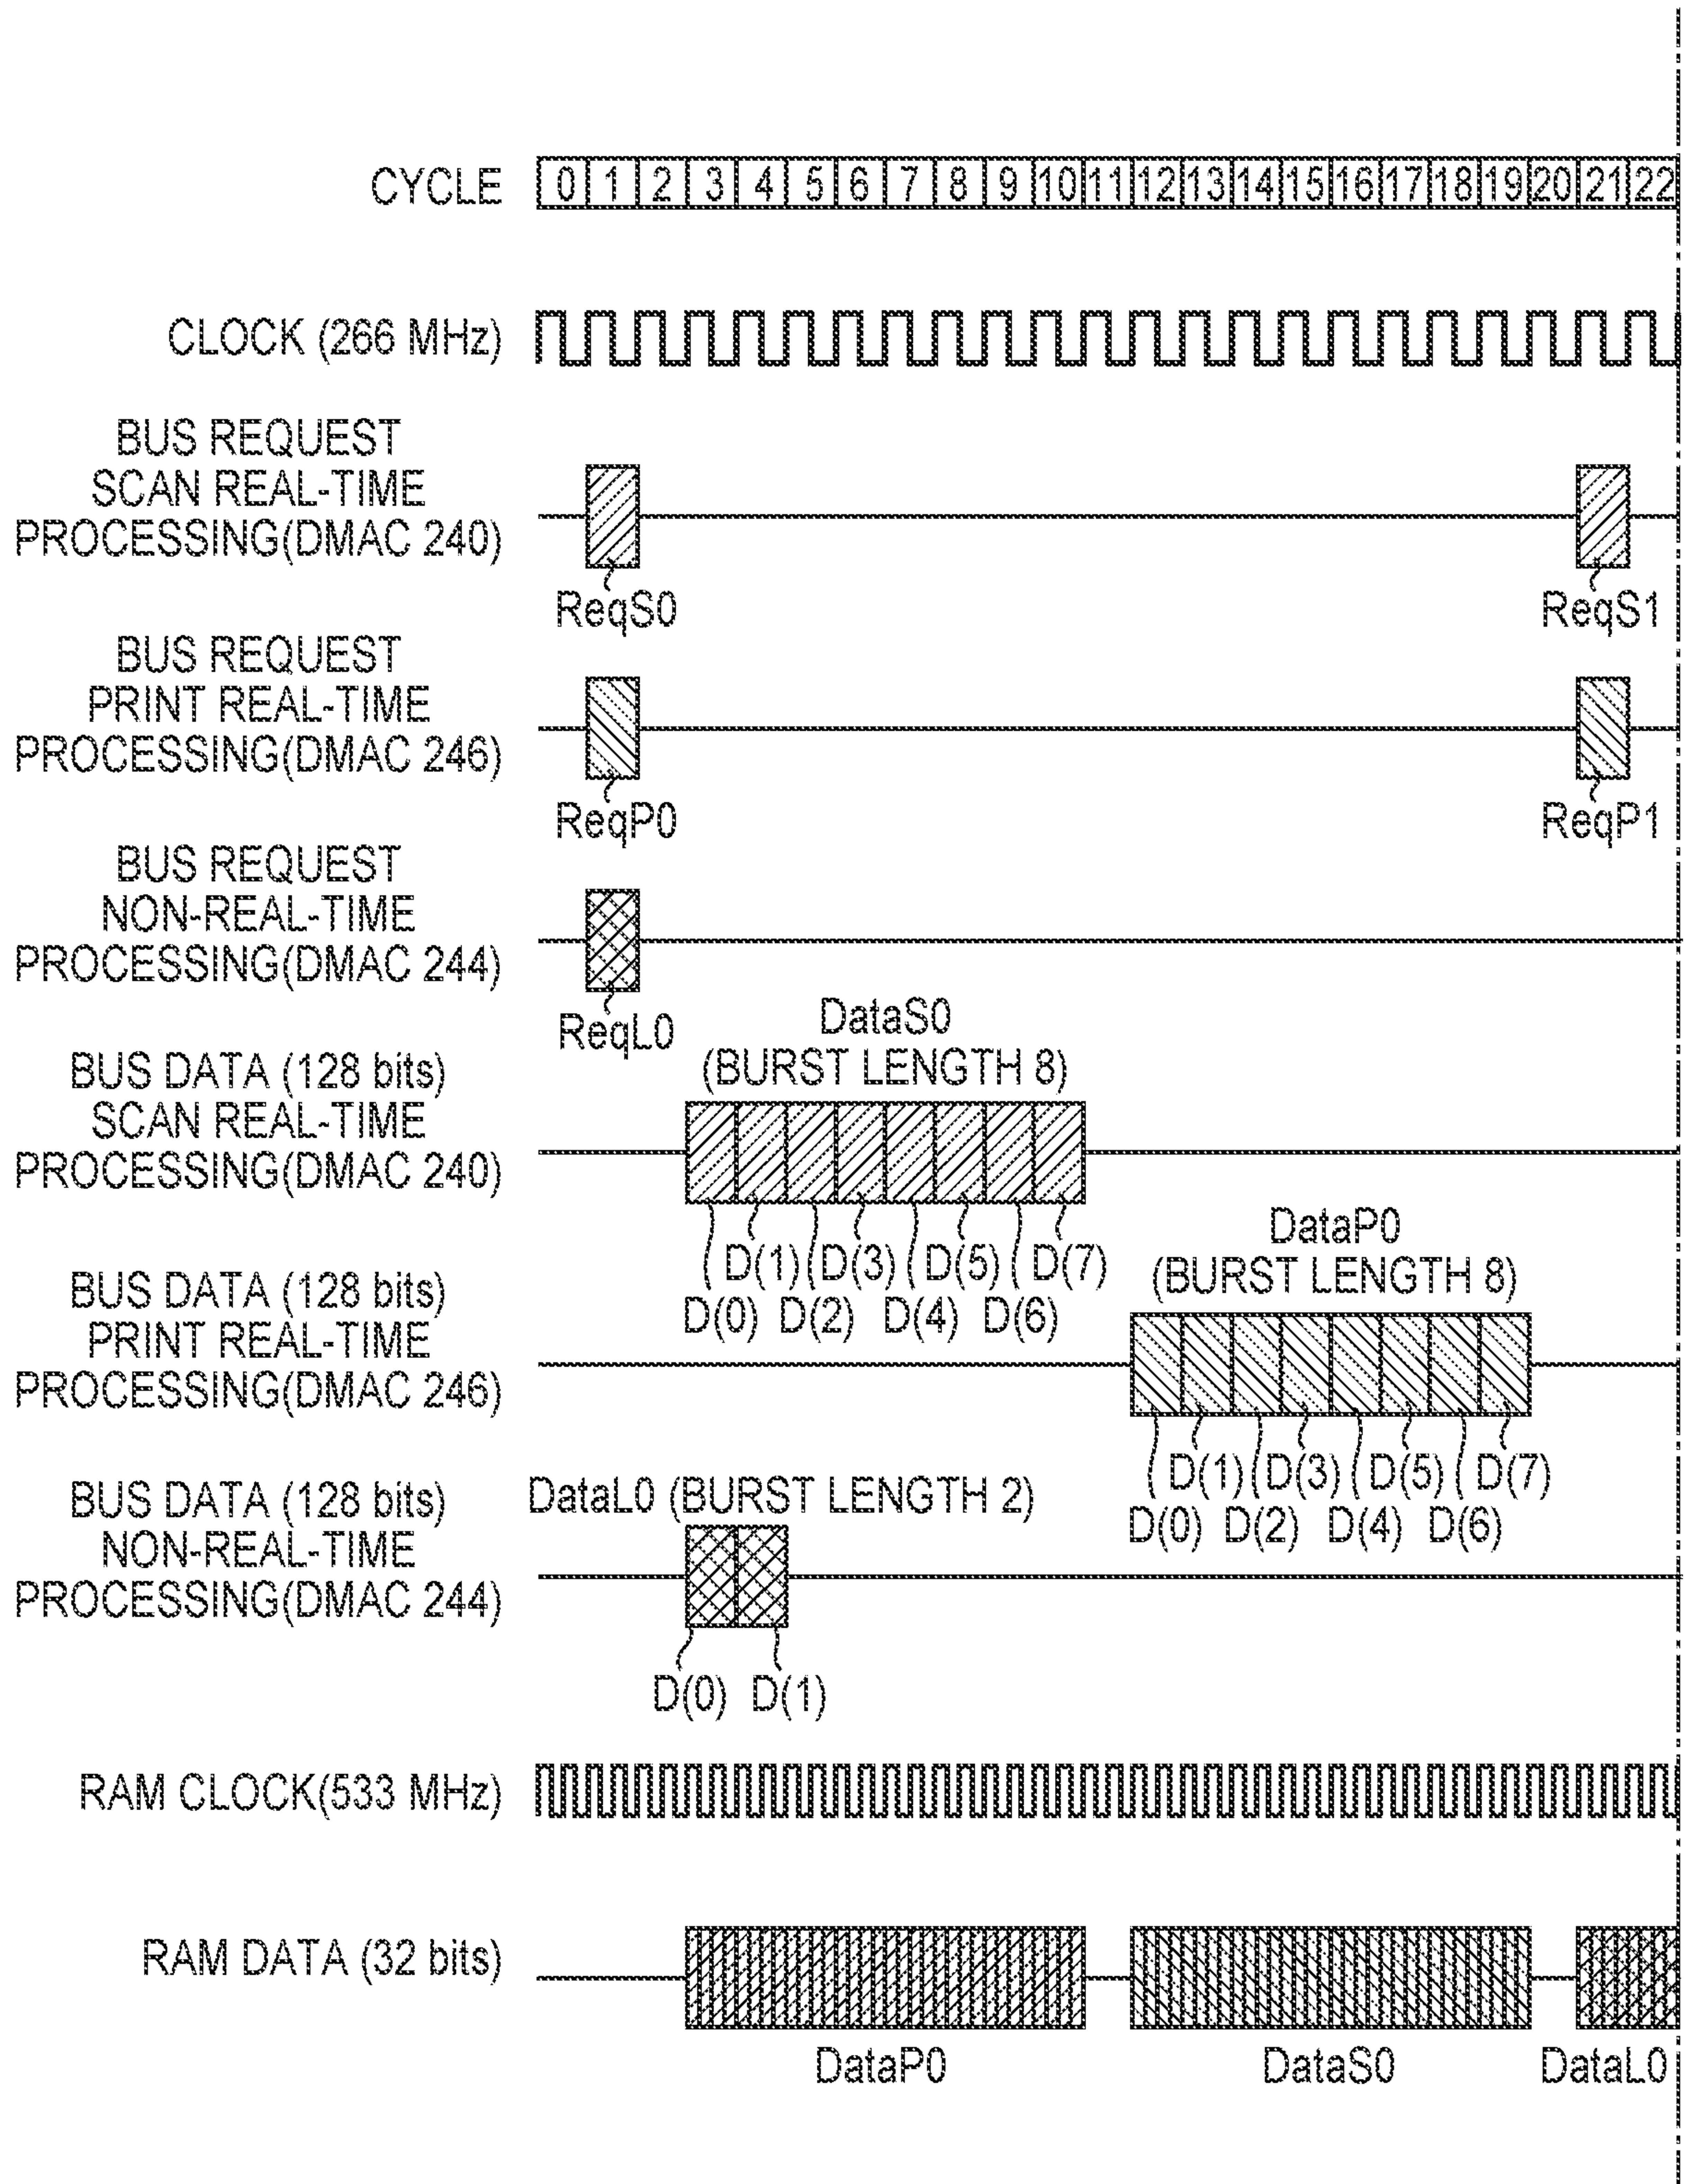 CYCLE 0 1 2 3 4 5 6 7 8 9 10 11 12 13 14 15 16 17 18 19 20 21 22
CLOCK (266 MHz)
BUS REQUEST
SCAN REAL-TIME
PROCESSING(DMAC 240)
ReqS0 ReqS1
BUS REQUEST
PRINT REAL-TIME
PROCESSING(DMAC 246)
ReqP0 ReqP1
BUS REQUEST
NON-REAL-TIME
PROCESSING(DMAC 244)
ReqL0
DataS0
(BURST LENGTH 8)
BUS DATA (128 bits)
SCAN REAL-TIME
PROCESSING(DMAC 240)
D(1) D(3) D(5) D(7)
D(0) D(2) D(4) D(6)
DataP0
(BURST LENGTH 8)
BUS DATA (128 bits)
PRINT REAL-TIME
PROCESSING(DMAC 246)
D(1) D(3) D(5) D(7)
D(0) D(2) D(4) D(6)
DataL0 (BURST LENGTH 2)
BUS DATA (128 bits)
NON-REAL-TIME
PROCESSING(DMAC 244)
D(0) D(1)
RAM CLOCK(533 MHz)
RAM DATA (32 bits)
DataP0 DataS0 DataL0